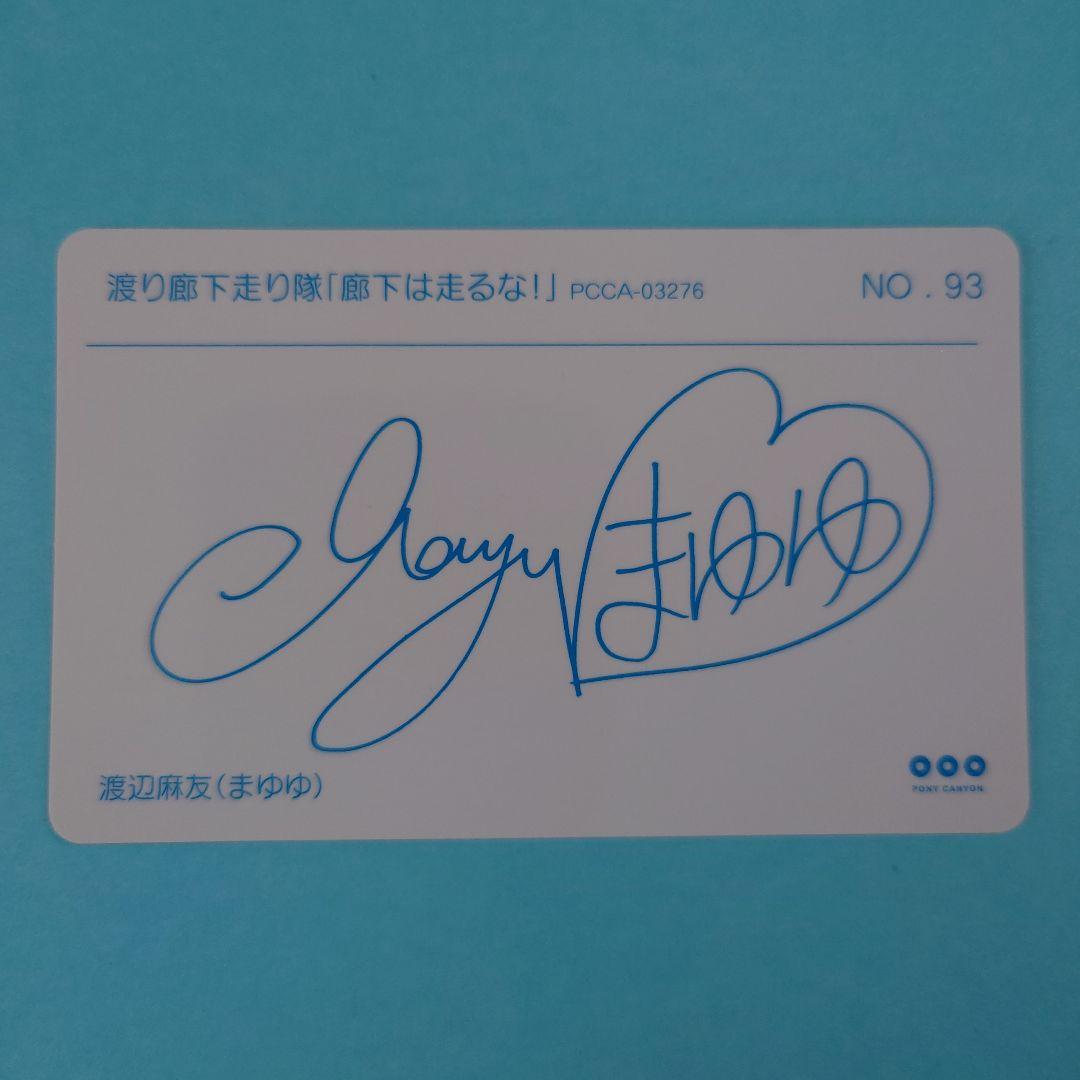 渡り廊下走り隊「廊下は走るな!」 PCCA-03276 NO . 93
Mayu まゆゆ
渡辺麻友(まゆゆ)
PONY CANYON